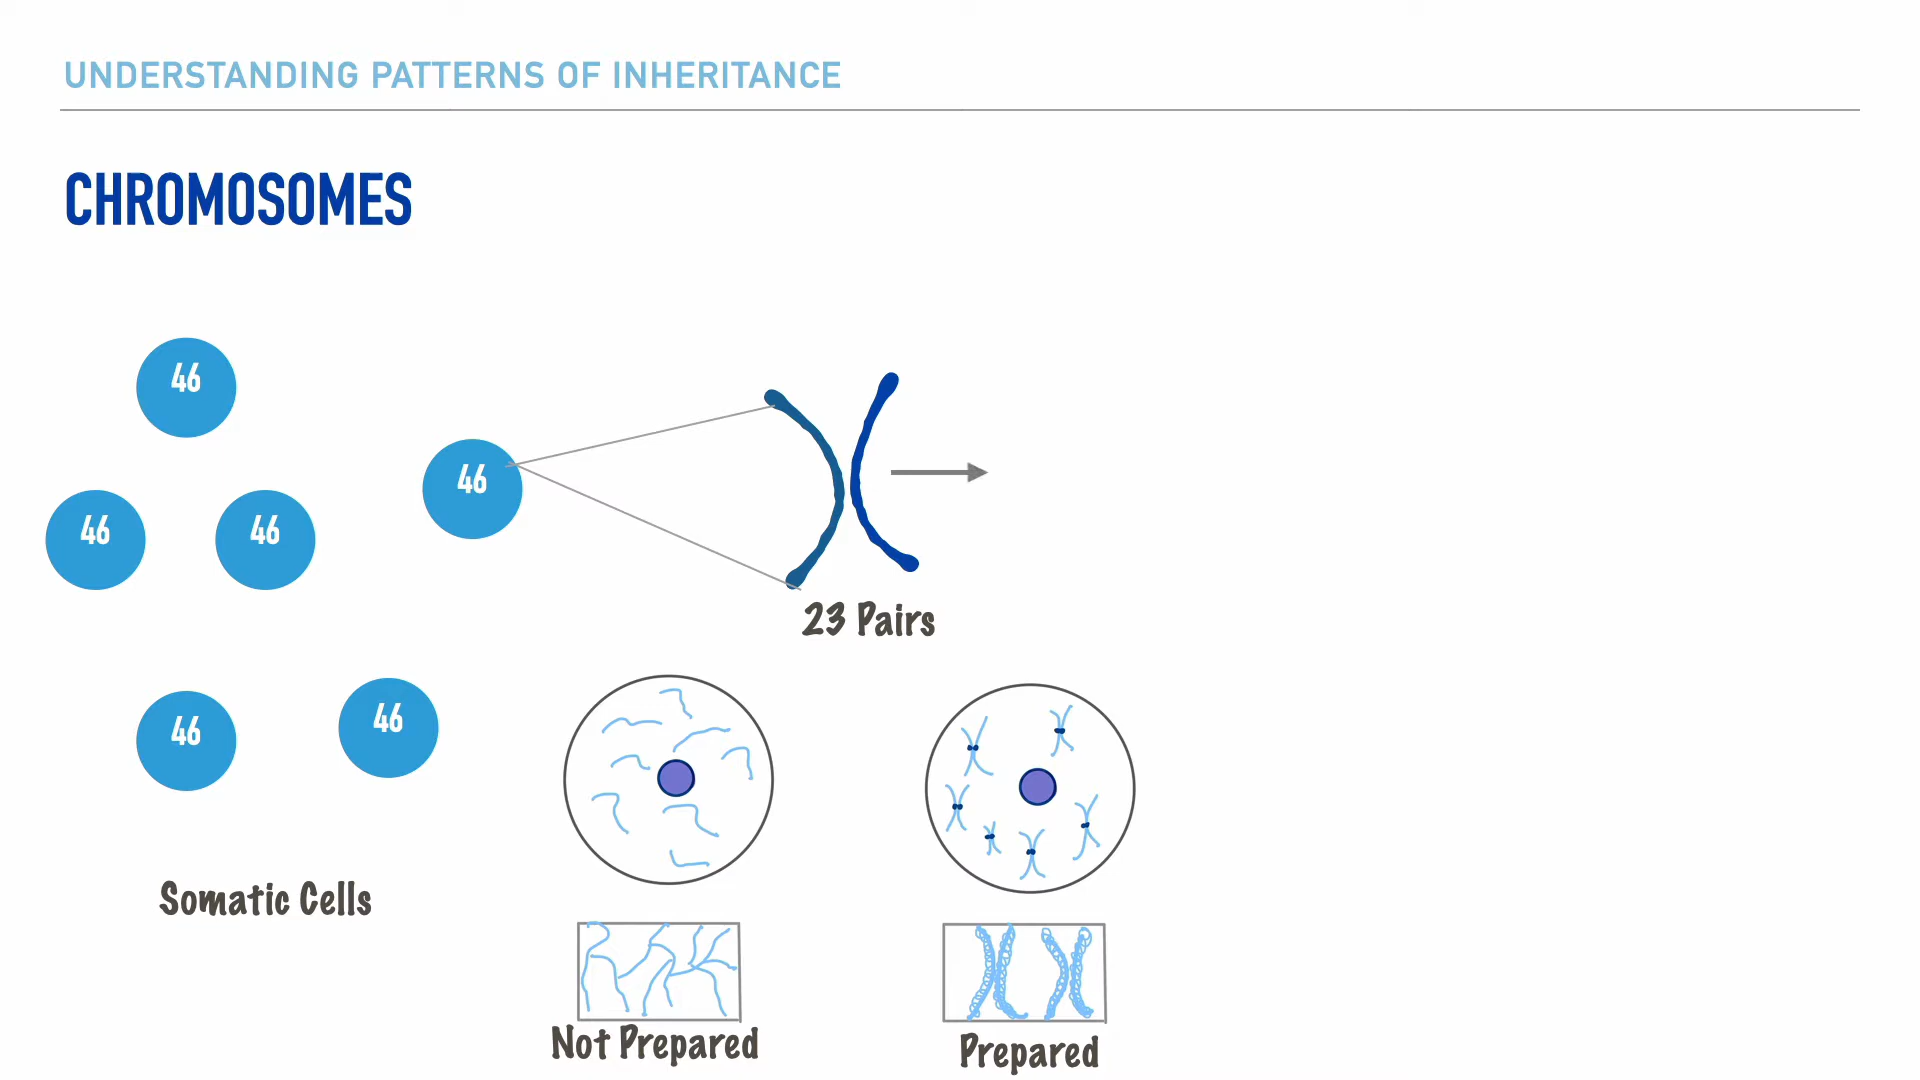 UNDERSTANDING PATTERNS OF INHERITANCE
CHROMOSOMES
46
46
46
46
23 Pairs
46
46
Somatic Cells
Not Prepared
Prepared